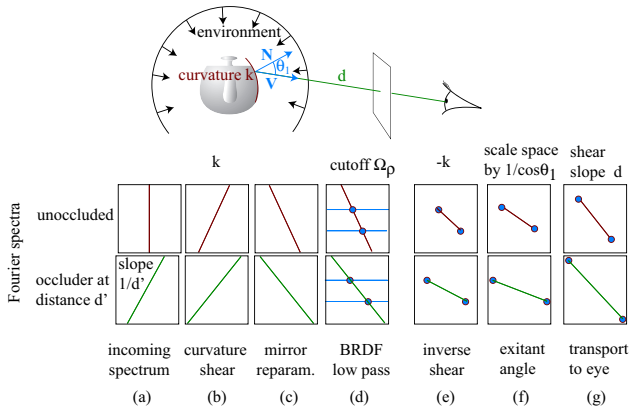 environment
N
θ1
curvature k
V
d
k
cutoff Ωρ
-k
scale space
by 1/cosθ1
shear
slope d
Fourier spectra
unoccluded
occluder at
distance d’
slope
1/d’
incoming
spectrum
(a)
curvature
shear
(b)
mirror
reparam.
(c)
BRDF
low pass
(d)
inverse
shear
(e)
exitant
angle
(f)
transport
to eye
(g)